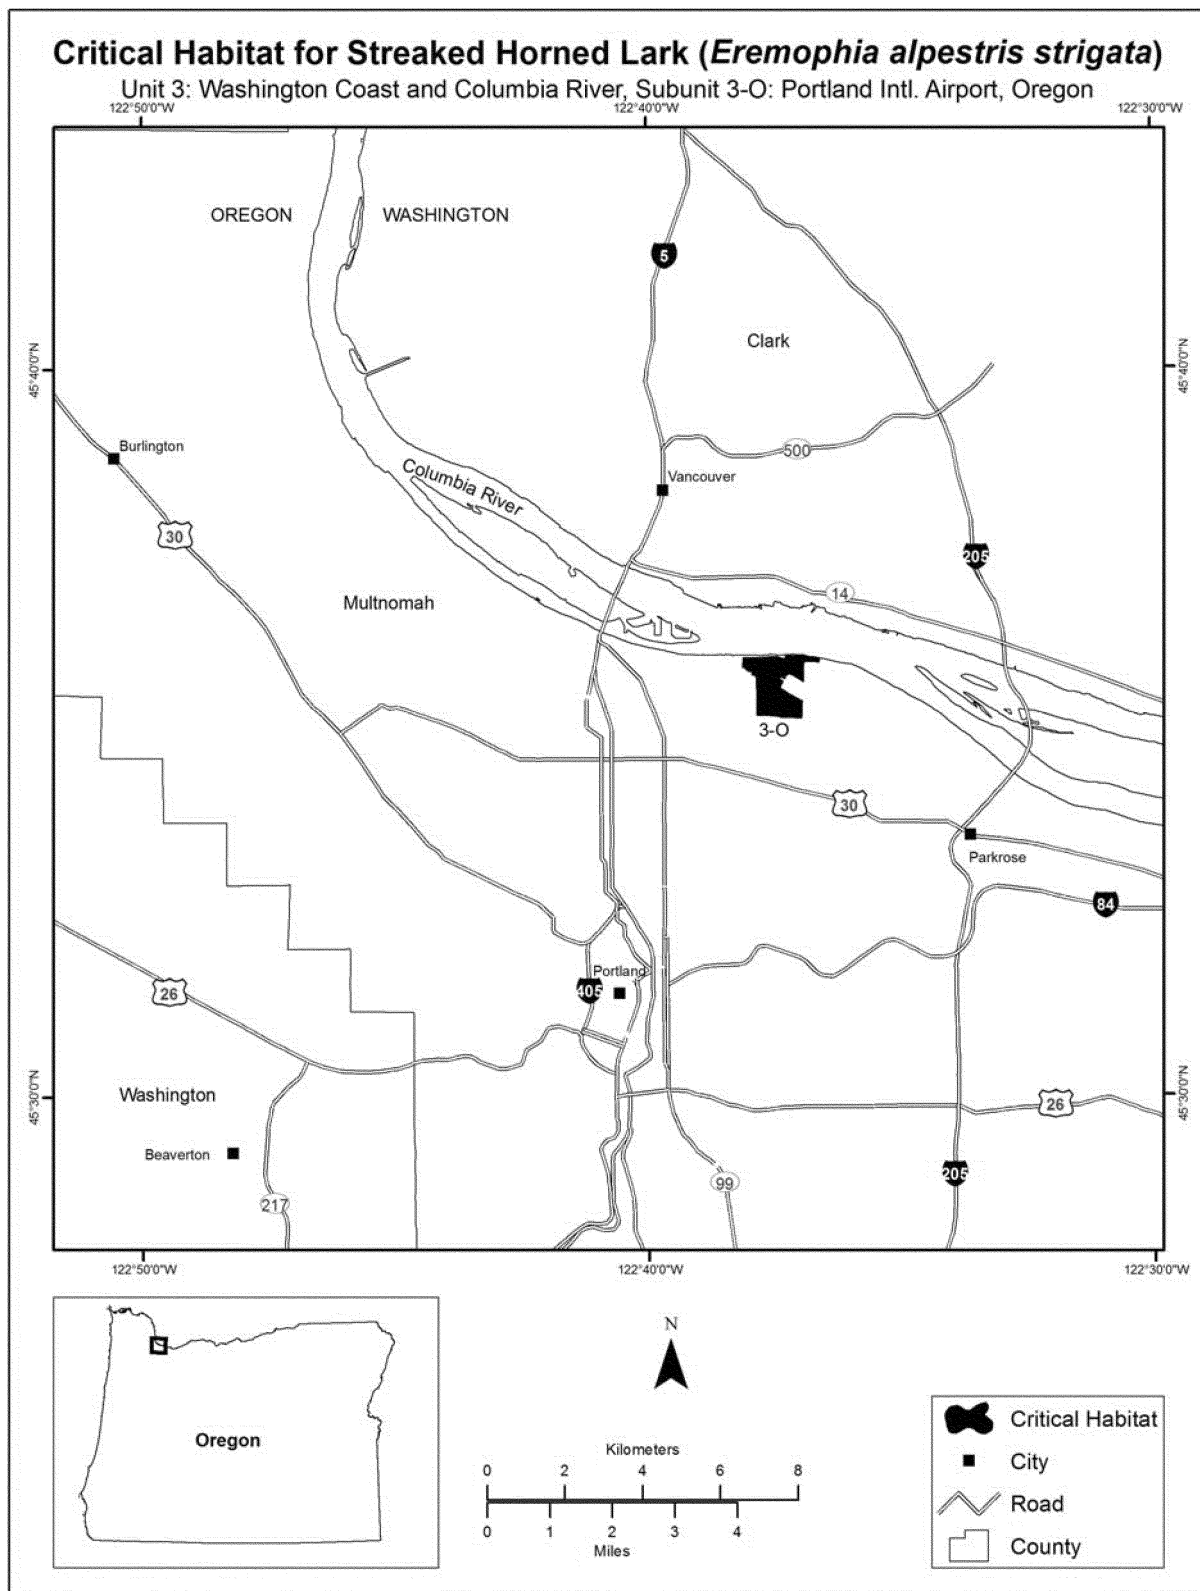 Critical Habitat for Streaked Horned Lark (Eremophia alpestris strigata)
Unit 3: Washington Coast and Columbia River, Subunit 3-O: Portland Intl. Airport, Oregon
122°50'0"W 122°40'0"W 122°30'0"W
OREGON WASHINGTON
5
Clark
45°40'0"N 45°40'0"N
Burlington
500
Columbia River
Vancouver
30
205
14
Multnomah
3-O
30
Parkrose
84
Portland
405
26
45°30'0"N 45°30'0"N
Washington
26
Beaverton
205
99
217
122°50'0"W 122°40'0"W 122°30'0"W
Oregon
N
Kilometers
0 2 4 6 8
0 1 2 3 4
Miles
Critical Habitat
City
Road
County